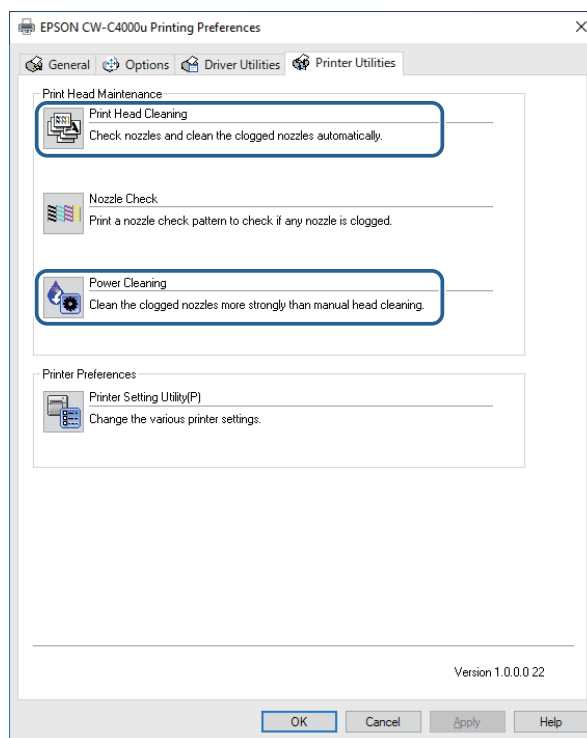 EPSON CW-C4000u Printing Preferences
General
Options
Driver Utilities
Printer Utilities
Print Head Maintenance
Print Head Cleaning
Check nozzles and clean the clogged nozzles automatically.
Nozzle Check
Print a nozzle check pattern to check if any nozzle is clogged.
Power Cleaning
Clean the clogged nozzles more strongly than manual head cleaning.
Printer Preferences
Printer Setting Utility(P)
Change the various printer settings.
Version 1.0.0.0 22
OK
Cancel
Apply
Help